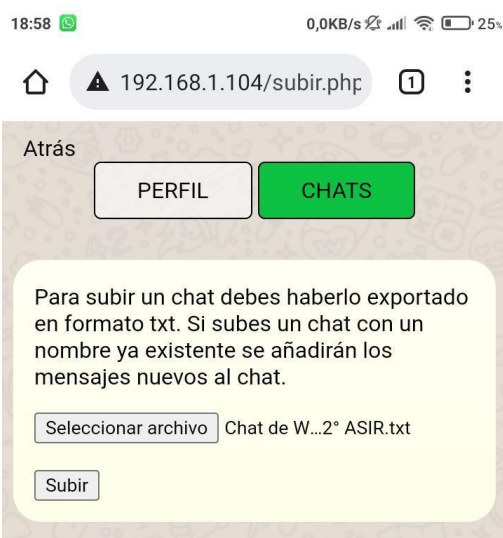 18:58 0,0KB/s 25%
192.168.1.104/subir.php 1
Atrás
PERFIL CHATS
Para subir un chat debes haberlo exportado
en formato txt. Si subes un chat con un
nombre ya existente se añadirán los
mensajes nuevos al chat.
Seleccionar archivo Chat de W...2° ASIR.txt
Subir